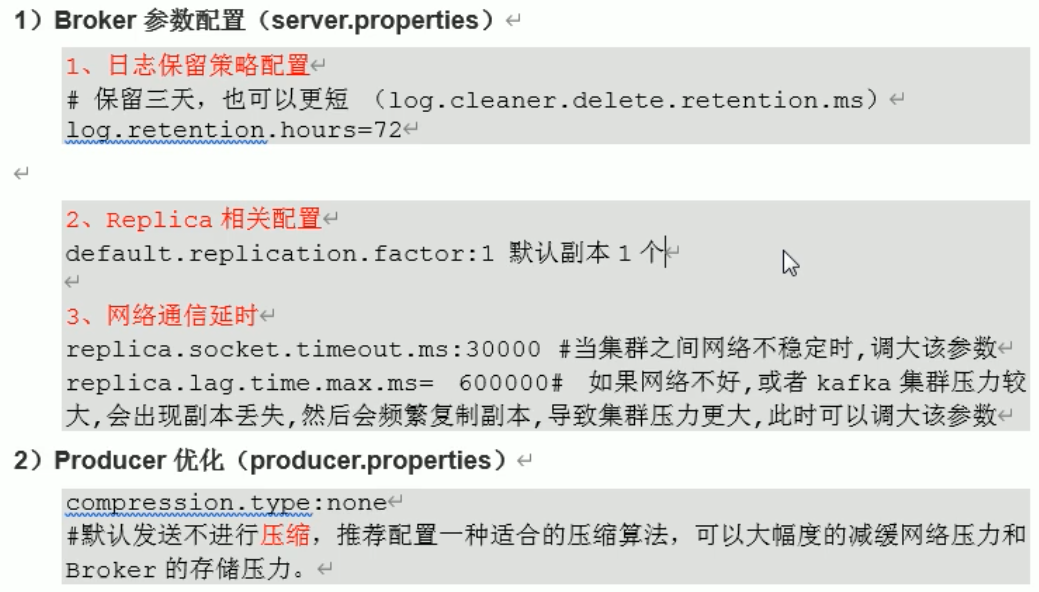 1）Broker 参数配置（server.properties）
1、日志保留策略配置
# 保留三天，也可以更短 （log.cleaner.delete.retention.ms）
log.retention.hours=72
2、Replica 相关配置
default.replication.factor:1 默认副本 1 个
3、网络通信延时
replica.socket.timeout.ms:30000 #当集群之间网络不稳定时,调大该参数
replica.lag.time.max.ms= 600000# 如果网络不好,或者 kafka 集群压力较
大,会出现副本丢失,然后会频繁复制副本,导致集群压力更大,此时可以调大该参数
2）Producer 优化（producer.properties）
compression.type:none
#默认发送不进行压缩，推荐配置一种适合的压缩算法，可以大幅度的减缓网络压力和
Broker 的存储压力。